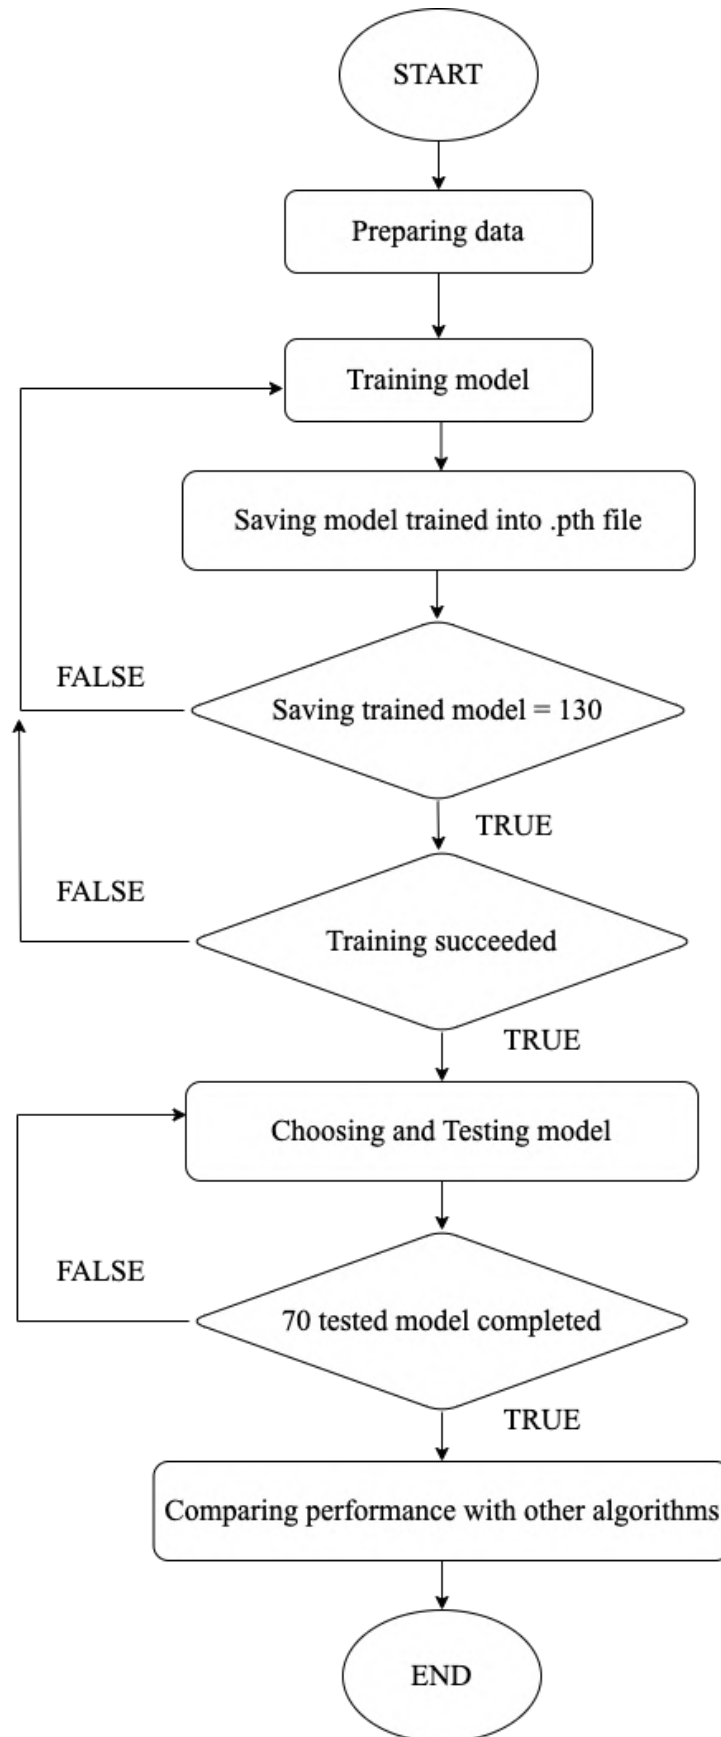 START
Preparing data
Training model
Saving model trained into .pth file
FALSE
Saving trained model = 130
TRUE
FALSE
Training succeeded
TRUE
Choosing and Testing model
FALSE
70 tested model completed
TRUE
Comparing performance with other algorithms
END